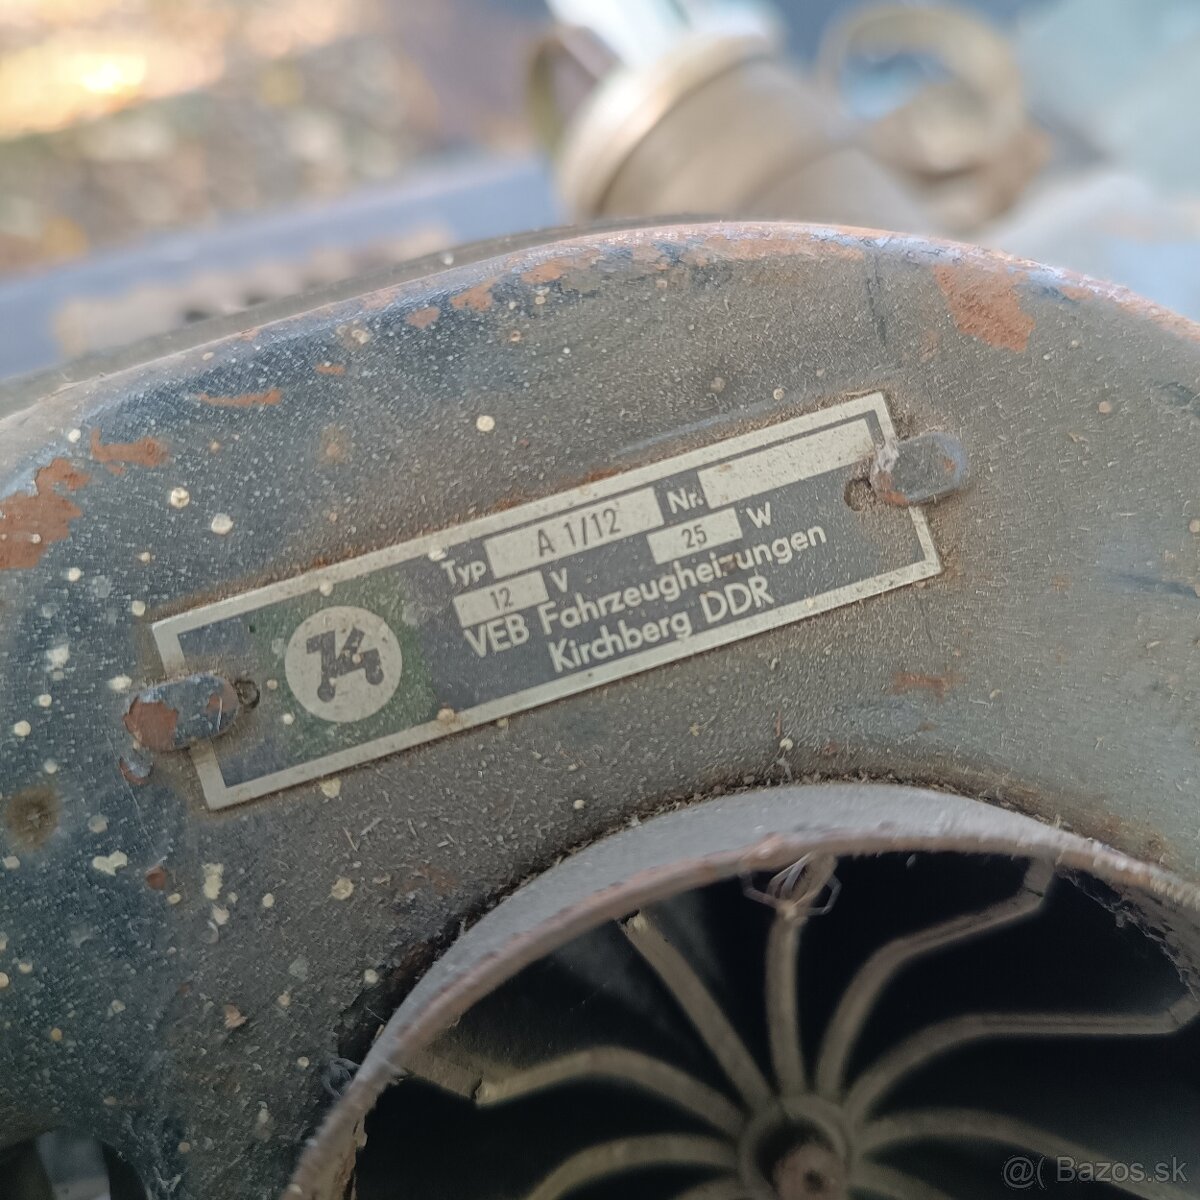 Typ A 1/12 Nr.
12 V 25 W
VEB Fahrzeugheizungen
Kirchberg DDR
@( Bazos.sk